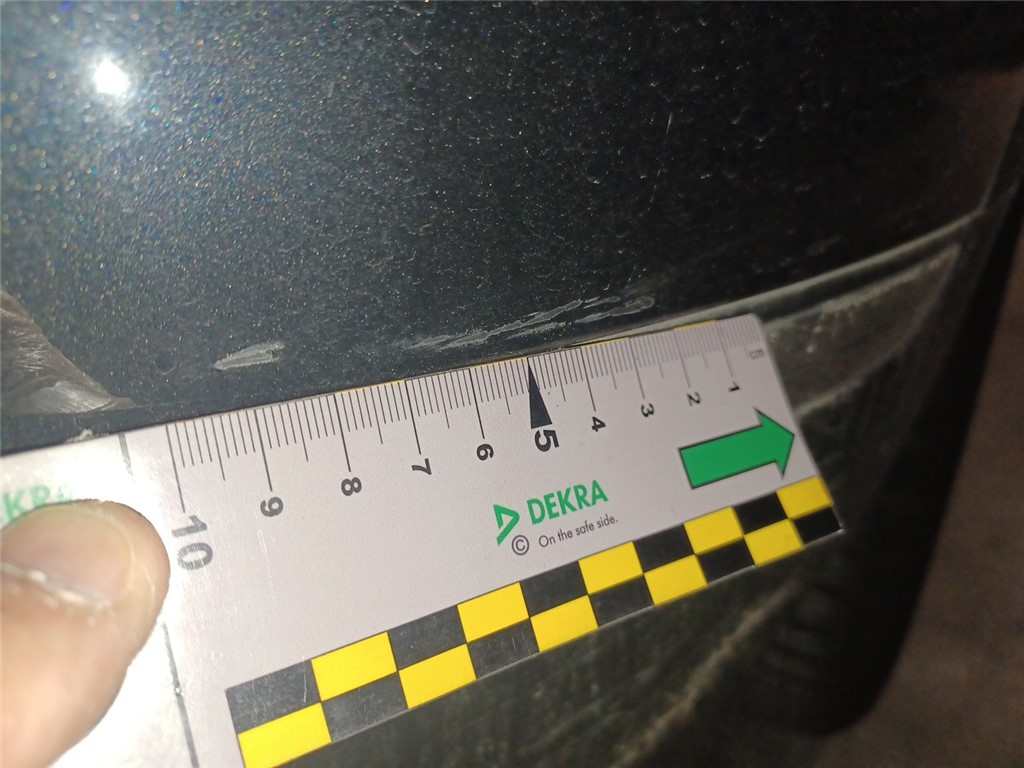 cm
10 9 8 7 6 5 4 3 2 1
DEKRA
© On the safe side.